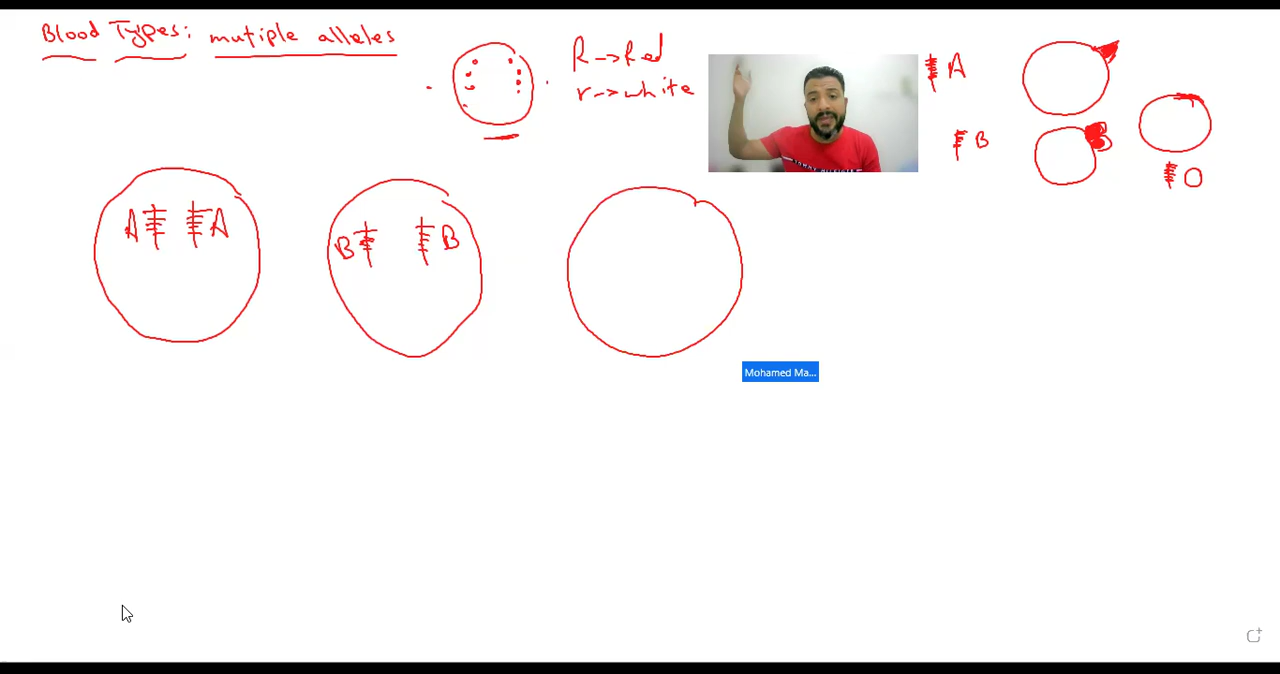 Blood Types: mutiple alleles
R → Red
r → white
A
B
O
A A
B B
Mohamed Ma...